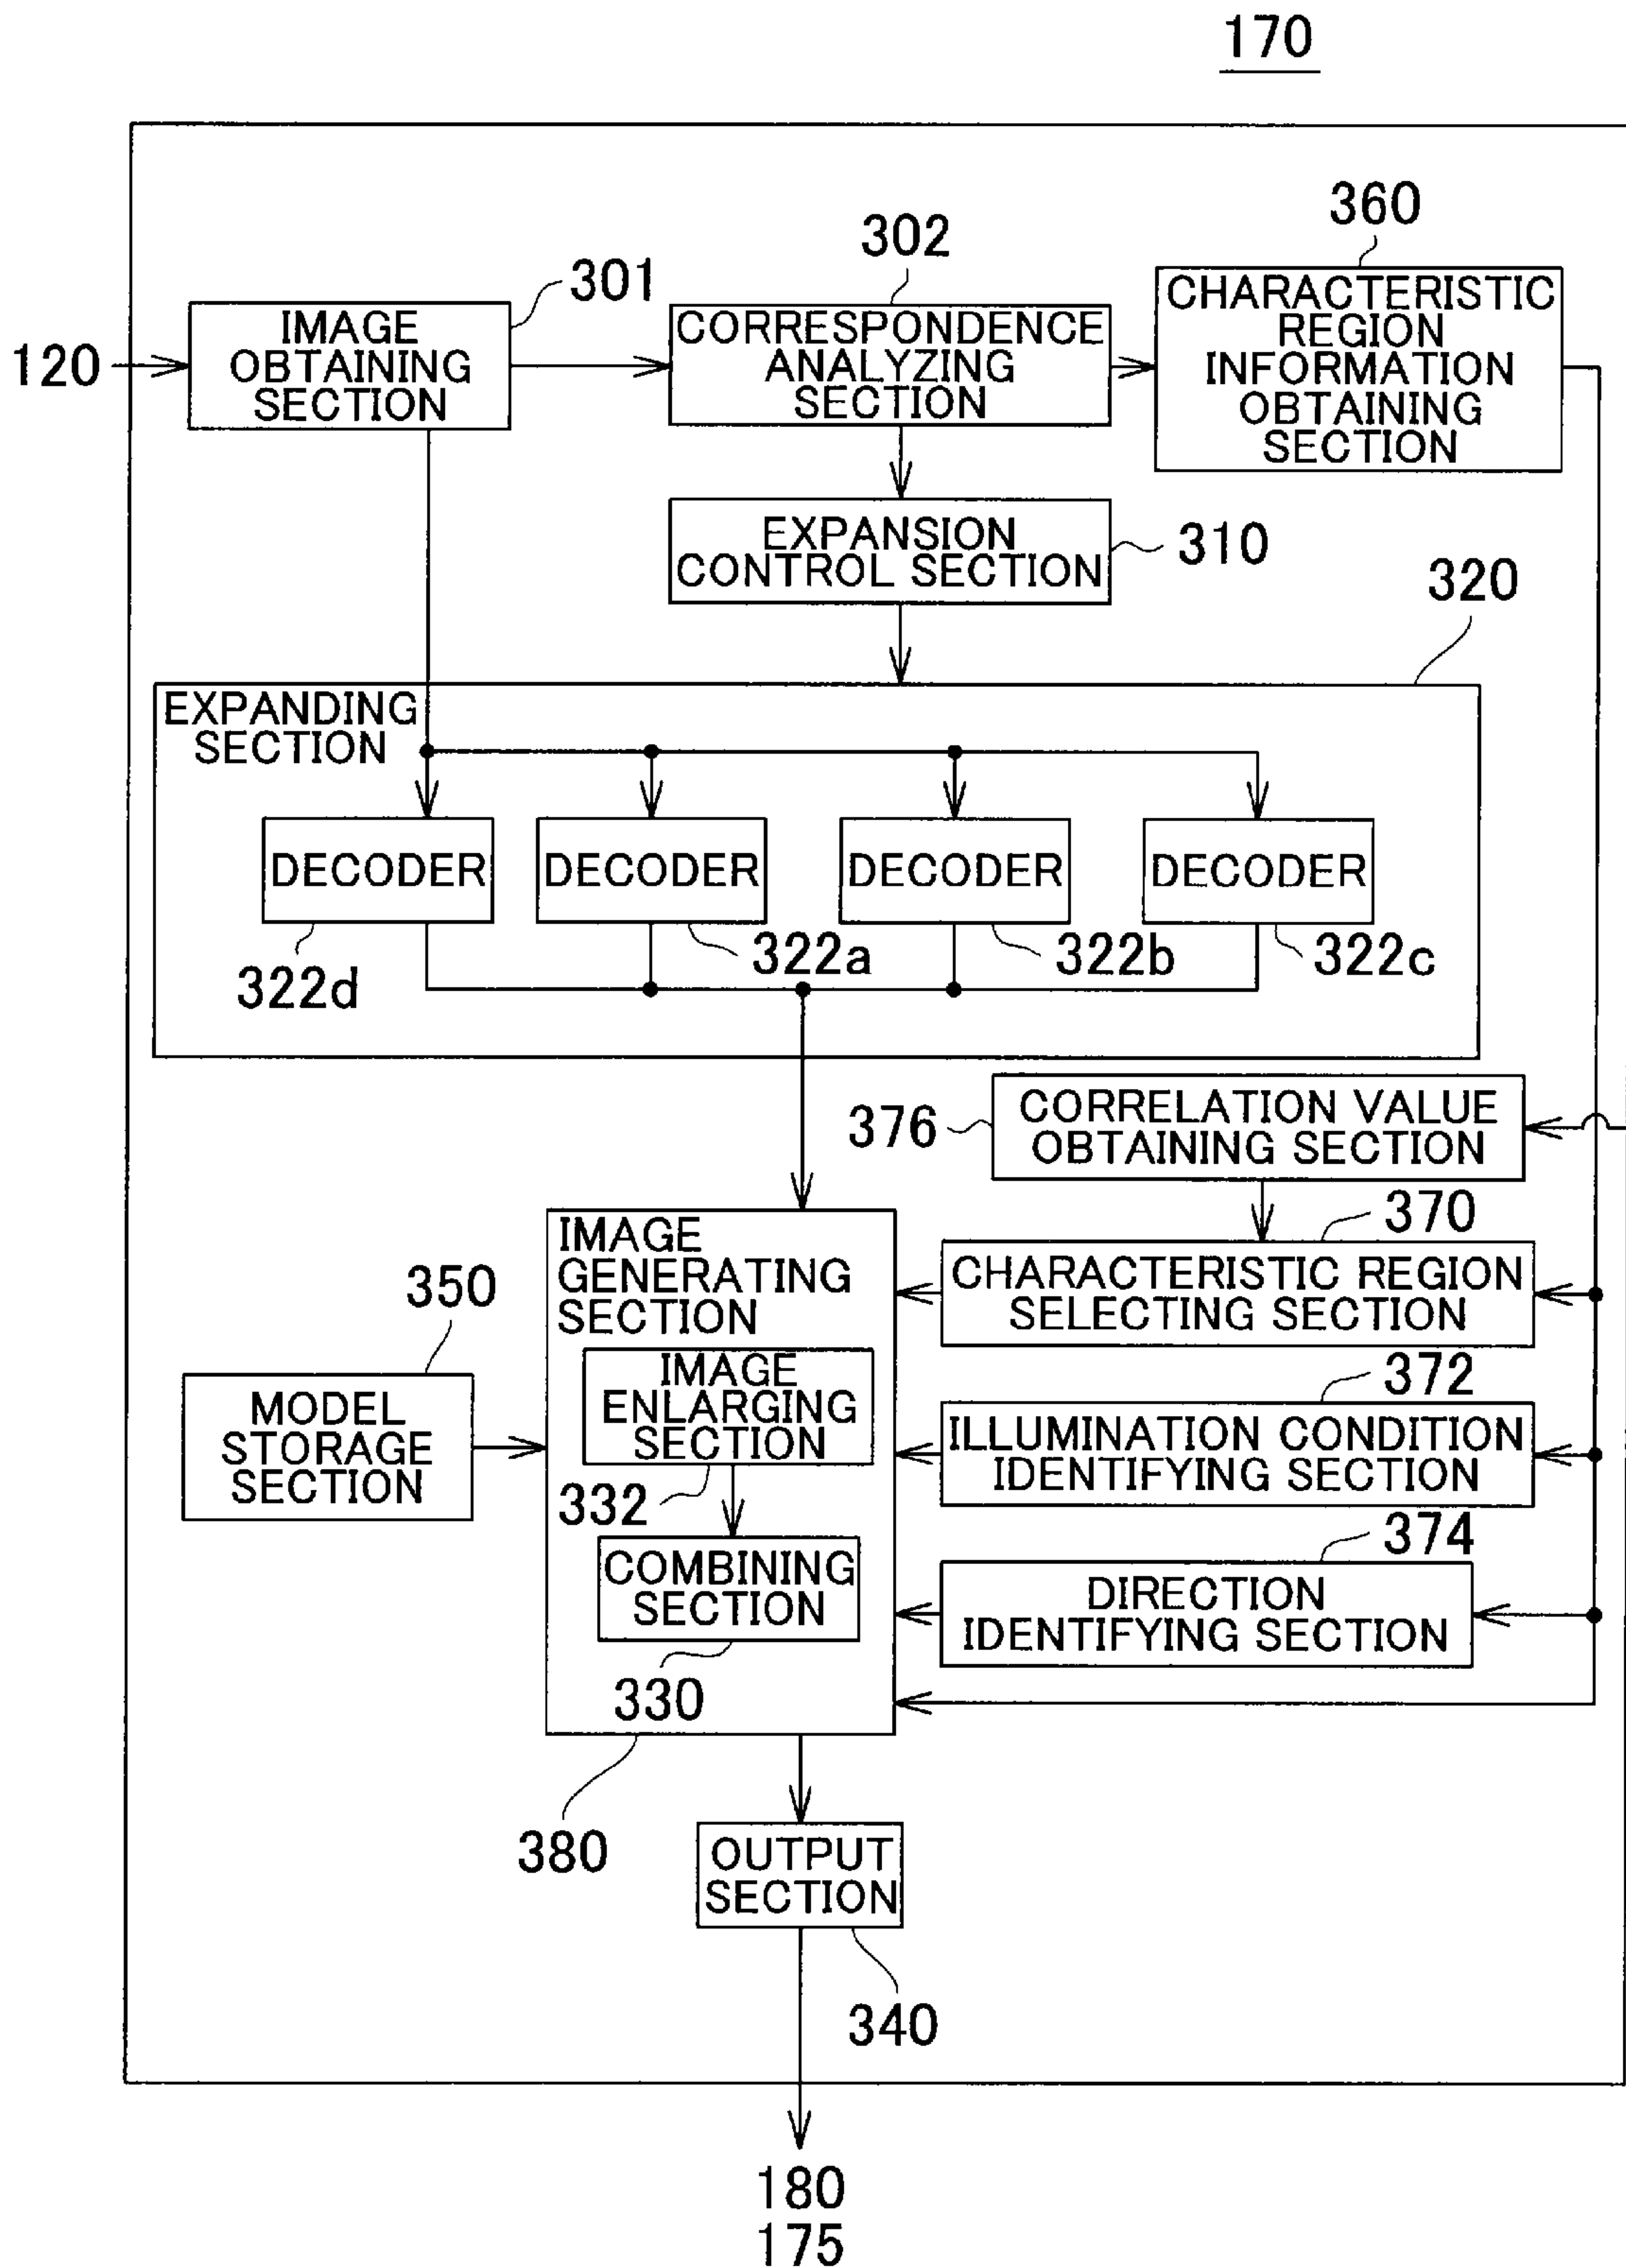 170
360
302
301
CHARACTERISTIC
REGION
INFORMATION
OBTAINING
SECTION
CORRESPONDENCE
ANALYZING
SECTION
IMAGE
OBTAINING
SECTION
120
EXPANSION
CONTROL SECTION
310
320
EXPANDING
SECTION
DECODER
DECODER
DECODER
DECODER
322d
322a
322b
322c
376
CORRELATION VALUE
OBTAINING SECTION
370
IMAGE
GENERATING
SECTION
CHARACTERISTIC REGION
SELECTING SECTION
350
MODEL
STORAGE
SECTION
IMAGE
ENLARGING
SECTION
372
ILLUMINATION CONDITION
IDENTIFYING SECTION
332
374
COMBINING
SECTION
DIRECTION
IDENTIFYING SECTION
330
380
OUTPUT
SECTION
340
180
175